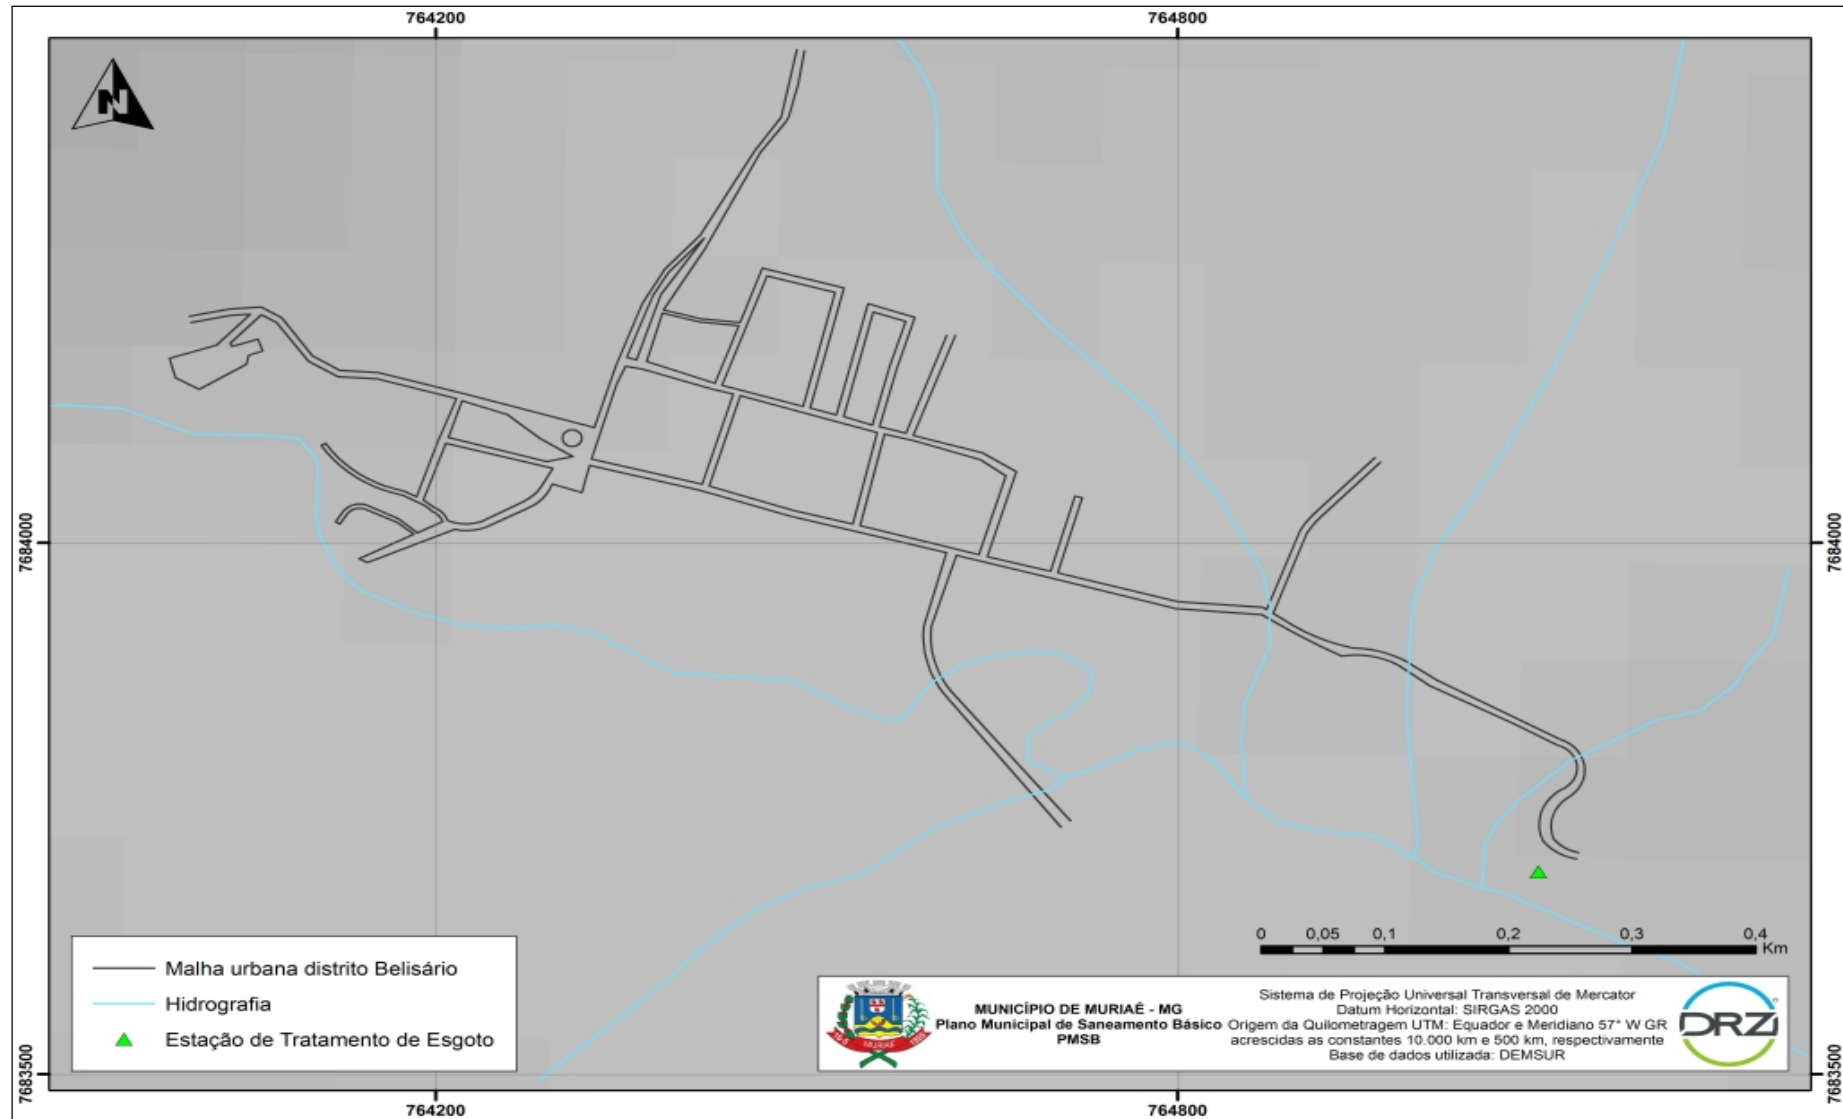 764200
764800
N
7684000
7684000
0 0,05 0,1 0,2 0,3 0,4
Km
Malha urbana distrito Belisário
Hidrografia
Estação de Tratamento de Esgoto
MUNICÍPIO DE MURIAÉ - MG
Plano Municipal de Saneamento Básico
PMSB
MURIAÉ
Sistema de Projeção Universal Transversal de Mercator
Datum Horizontal: SIRGAS 2000
Origem da Quilometragem UTM: Equador e Meridiano 57° W GR
acrescidas as constantes 10.000 km e 500 km, respectivamente
Base de dados utilizada: DEMSUR
DRZ
7683500
7683500
764200
764800